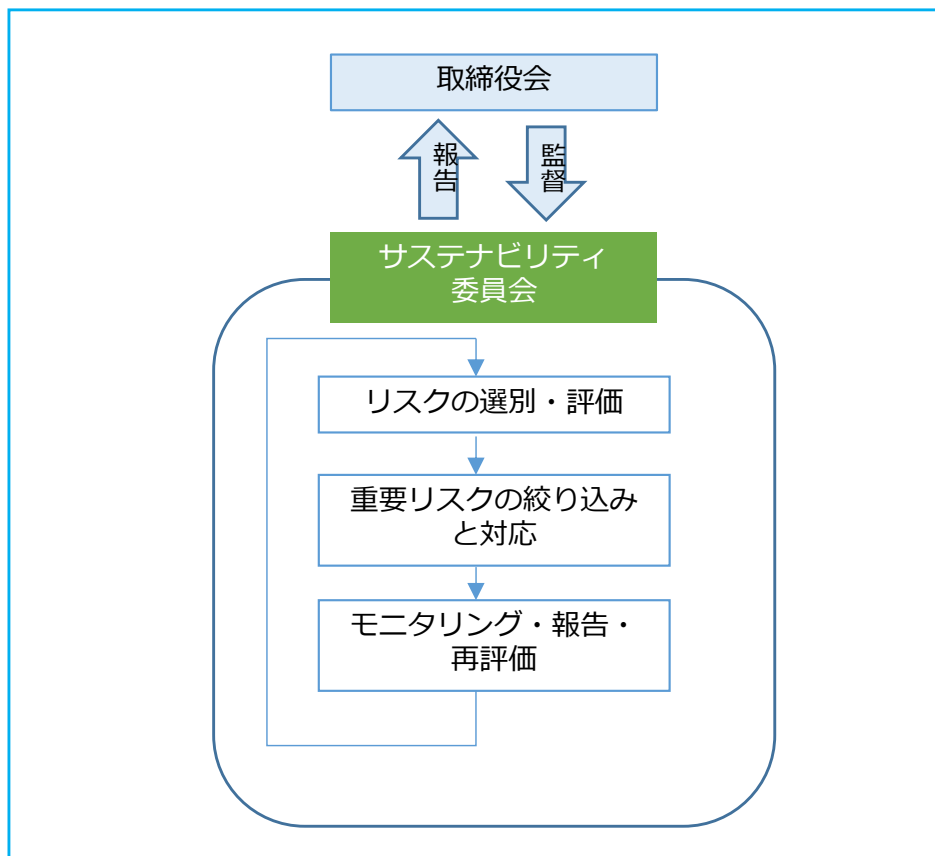 取締役会
報告
監督
サステナビリティ
委員会
リスクの選別・評価
重要リスクの絞り込み
と対応
モニタリング・報告・
再評価